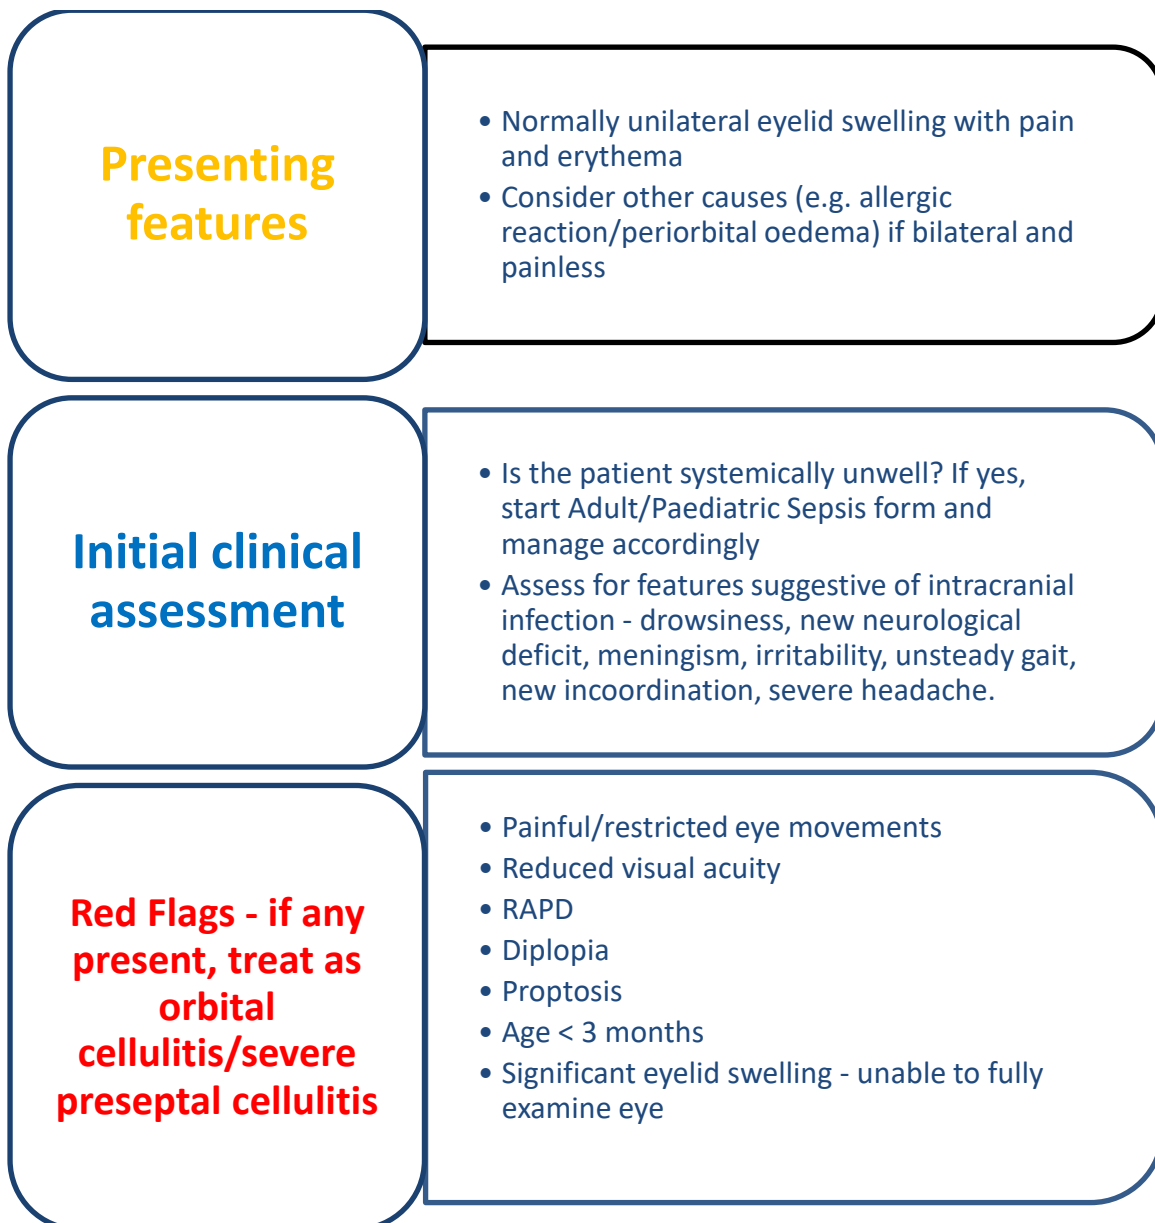 Presenting
features
• Normally unilateral eyelid swelling with pain
and erythema
• Consider other causes (e.g. allergic
reaction/periorbital oedema) if bilateral and
painless
Initial clinical
assessment
• Is the patient systemically unwell? If yes,
start Adult/Paediatric Sepsis form and
manage accordingly
• Assess for features suggestive of intracranial
infection - drowsiness, new neurological
deficit, meningism, irritability, unsteady gait,
new incoordination, severe headache.
Red Flags - if any
present, treat as
orbital
cellulitis/severe
preseptal cellulitis
• Painful/restricted eye movements
• Reduced visual acuity
• RAPD
• Diplopia
• Proptosis
• Age < 3 months
• Significant eyelid swelling - unable to fully
examine eye